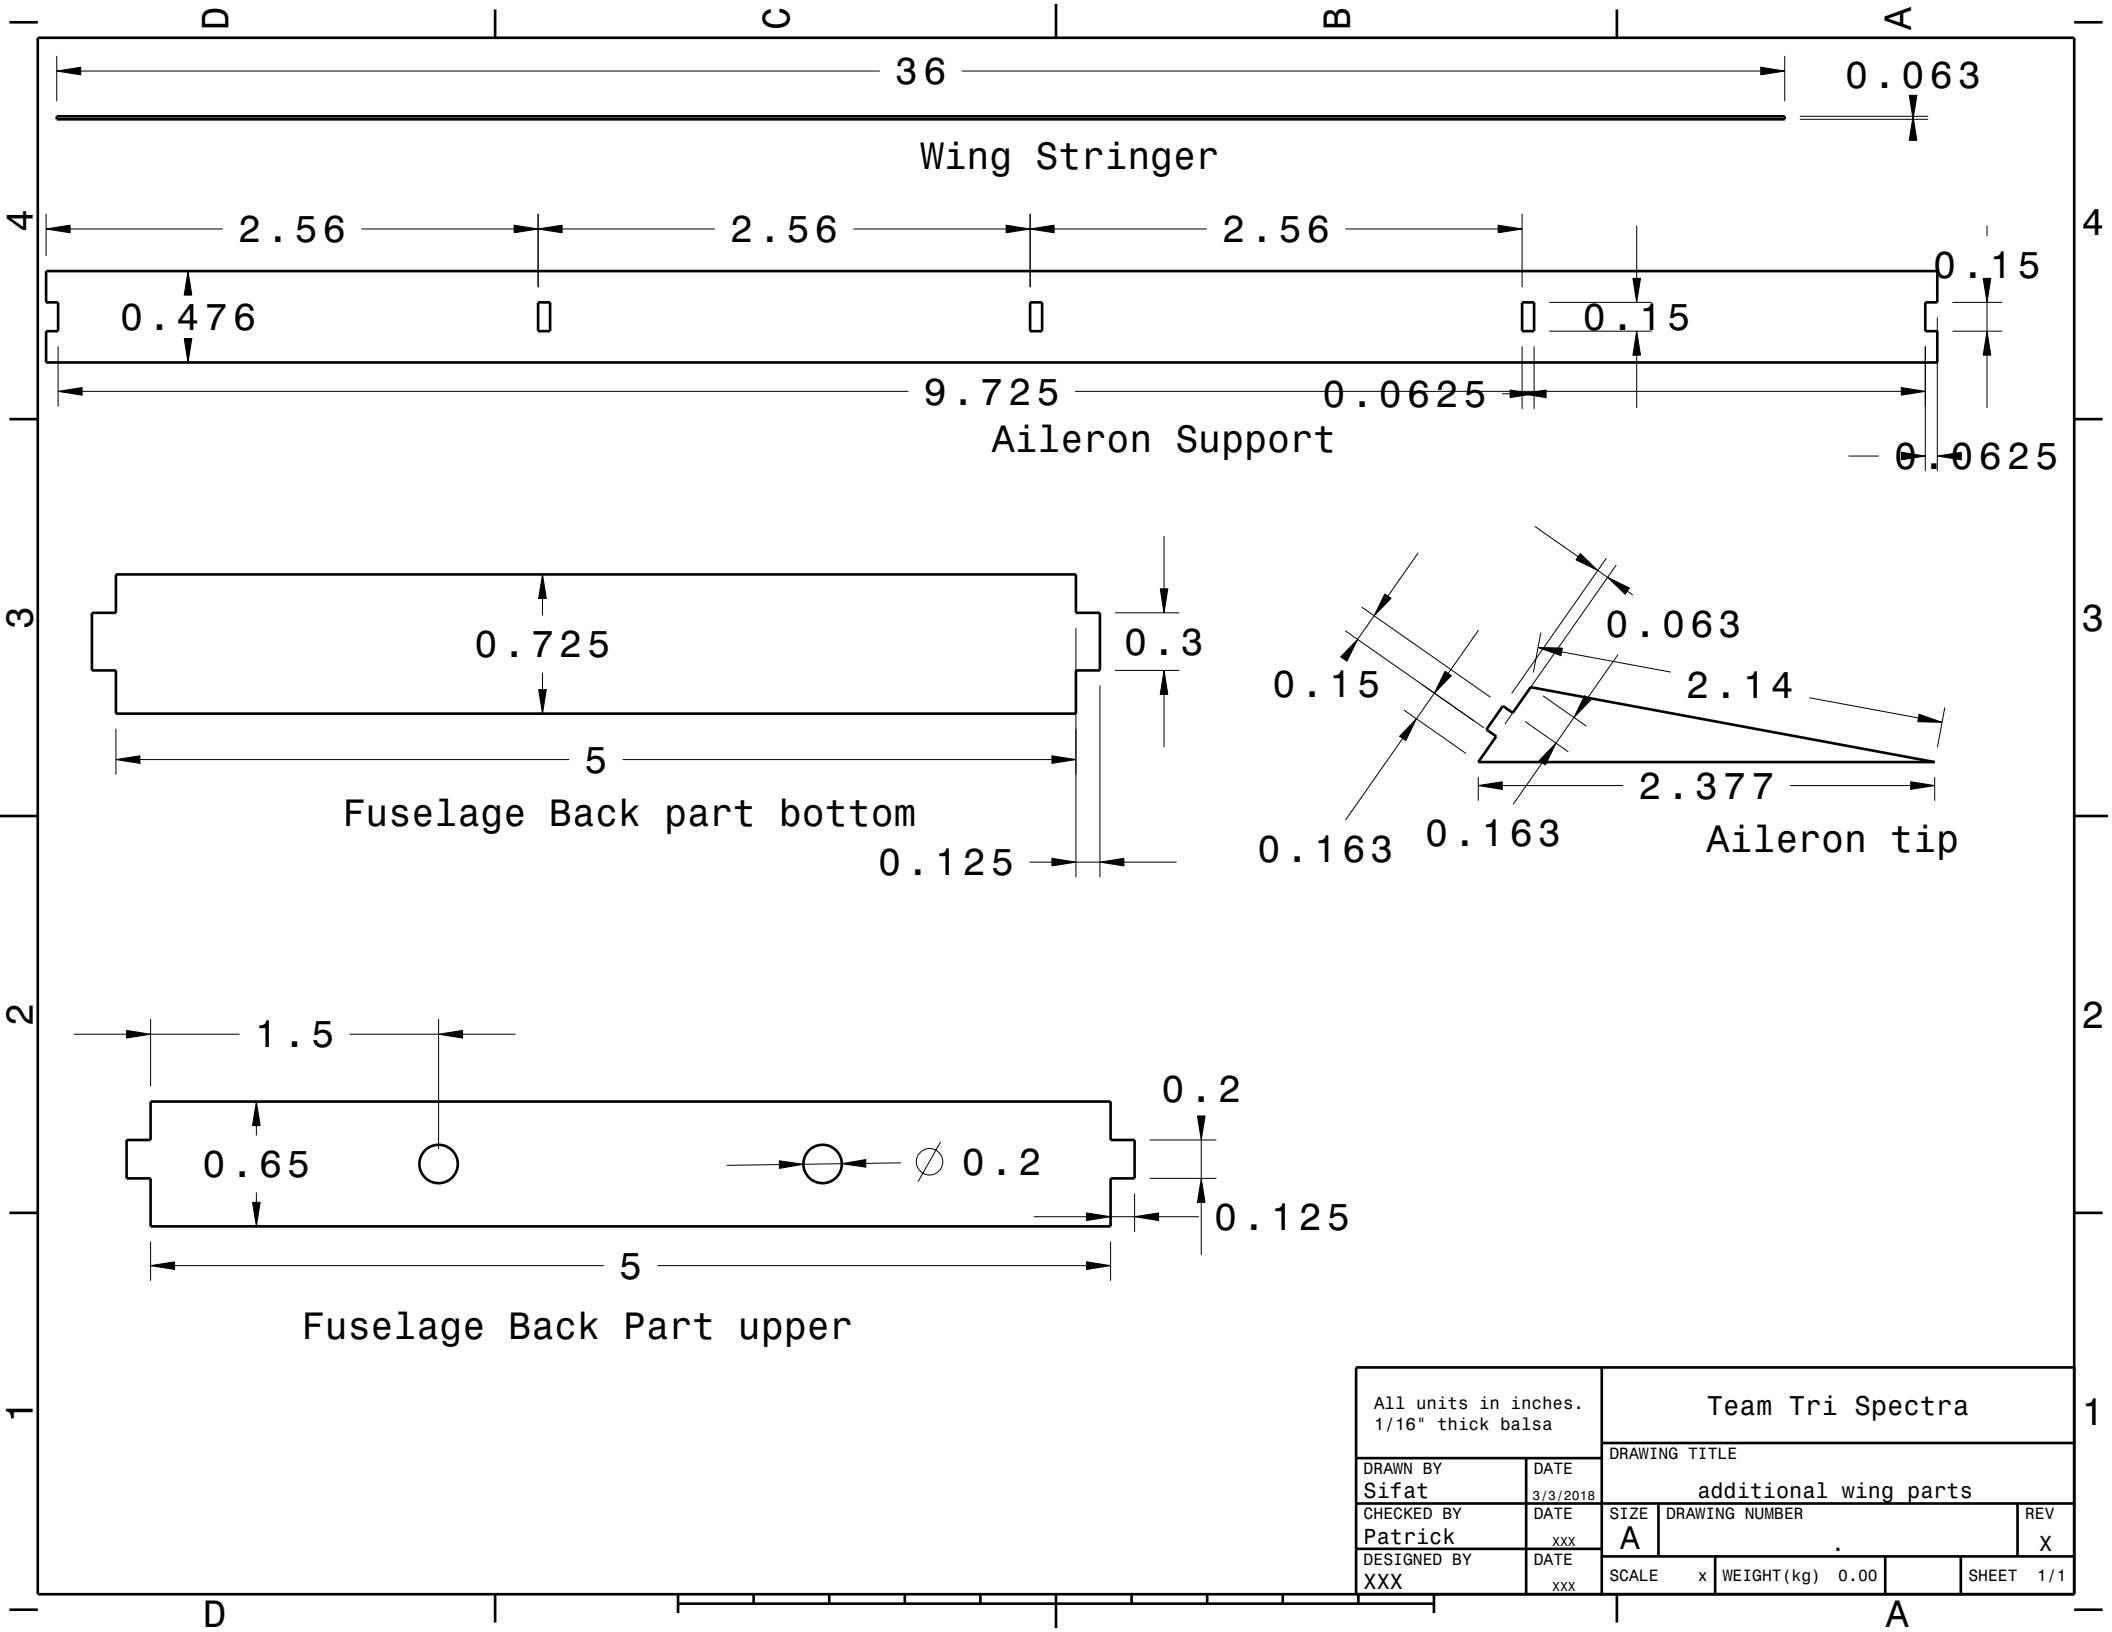 D C B A
36
0.063
Wing Stringer
4 4
2.56 2.56 2.56
0.15
0.476 0.15
9.725 0.0625
Aileron Support
0.0625
3 3
0.725
0.3
5
Fuselage Back part bottom
0.125
0.063
0.15
2.14
2.377
0.163
0.163
Aileron tip
2 2
1.5
0.2
0.65
∅ 0.2
0.125
5
Fuselage Back Part upper
1 1
All units in inches.
1/16" thick balsa
Team Tri Spectra
DRAWING TITLE
additional wing parts
DRAWN BY
Sifat
DATE
3/3/2018
CHECKED BY
Patrick
DATE
XXX
DESIGNED BY
XXX
DATE
XXX
SIZE
A
DRAWING NUMBER
.
REV
X
SCALE x
WEIGHT(kg) 0.00
SHEET 1/1
D A